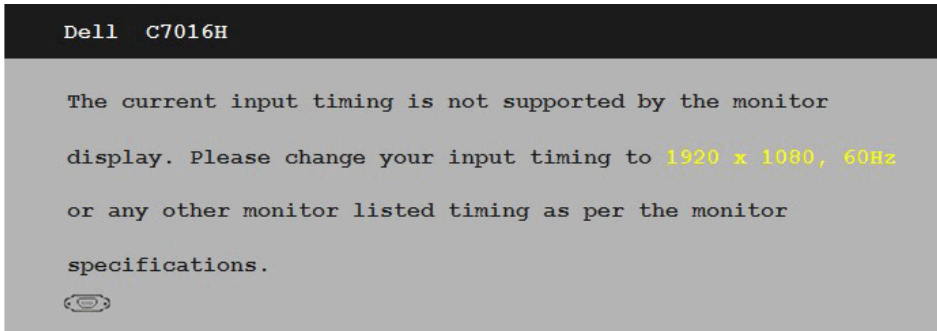 Dell C7016H
The current input timing is not supported by the monitor
display. Please change your input timing to 1920 x 1080, 60Hz
or any other monitor listed timing as per the monitor
specifications.